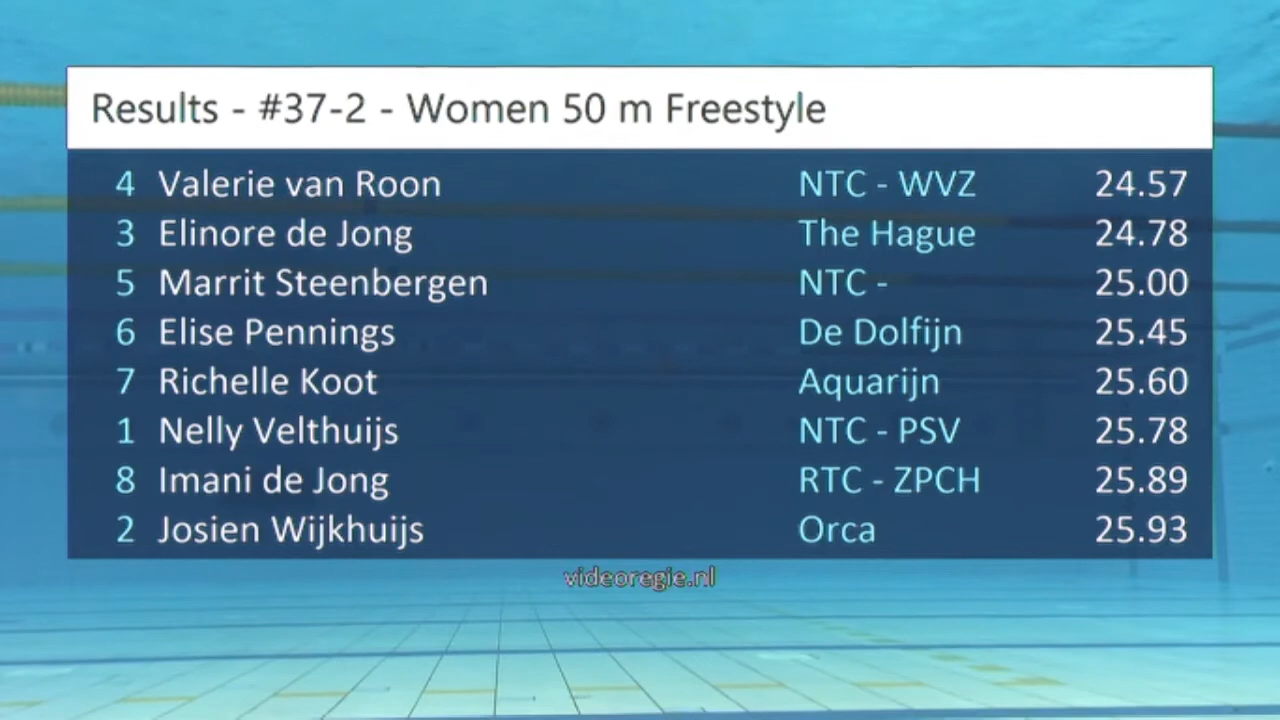 Results - #37-2 - Women 50 m Freestyle
4 Valerie van Roon NTC - WVZ 24.57
3 Elinore de Jong The Hague 24.78
5 Marrit Steenbergen NTC - 25.00
6 Elise Pennings De Dolfijn 25.45
7 Richelle Koot Aquarijn 25.60
1 Nelly Velthuijs NTC - PSV 25.78
8 Imani de Jong RTC - ZPCH 25.89
2 Josien Wijkhuijs Orca 25.93
videoregie.nl